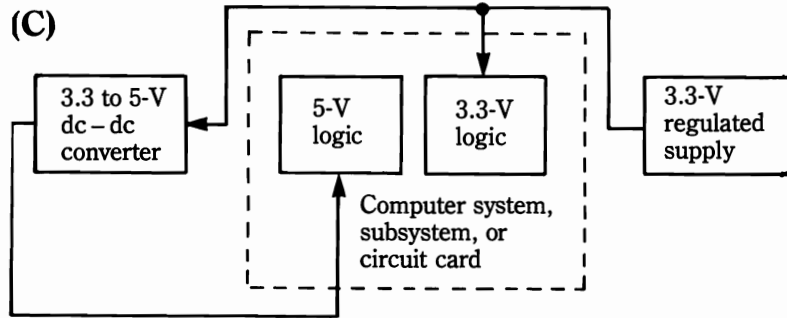 (C)
3.3 to 5-V
dc – dc
converter
5-V
logic
3.3-V
logic
3.3-V
regulated
supply
Computer system,
subsystem, or
circuit card